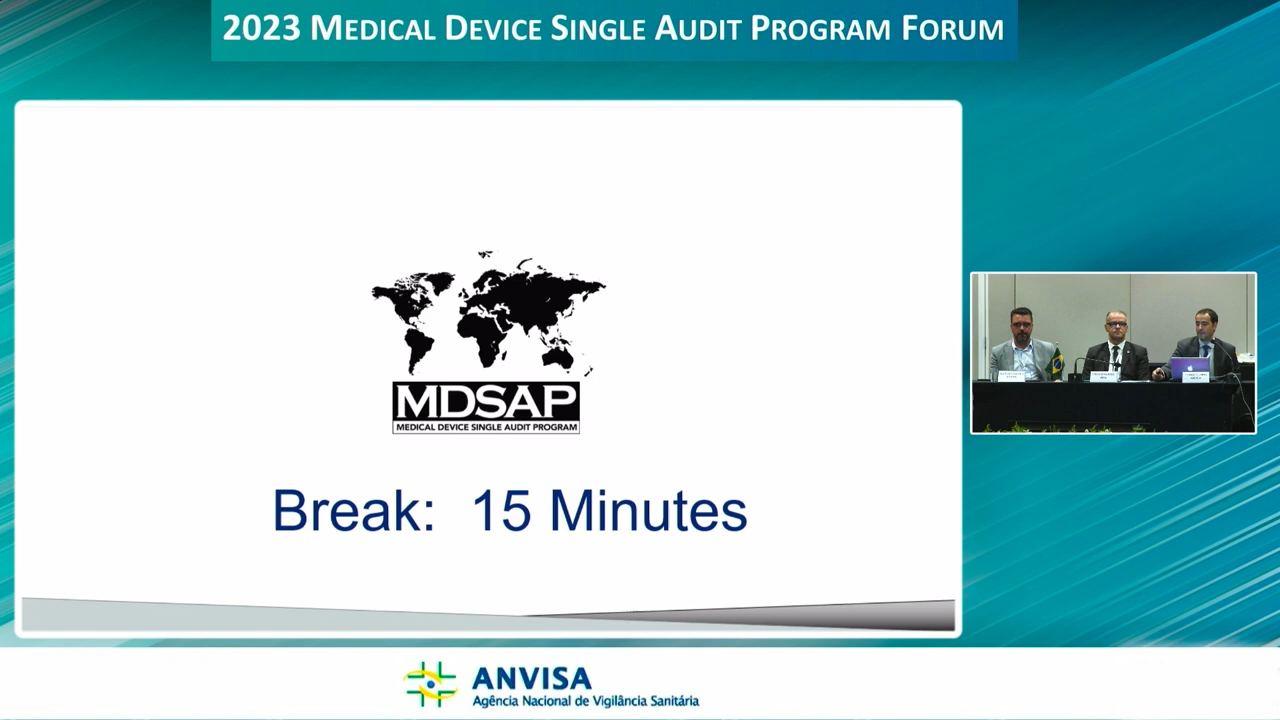 2023 MEDICAL DEVICE SINGLE AUDIT PROGRAM FORUM
MDSAP
MEDICAL DEVICE SINGLE AUDIT PROGRAM
Break: 15 Minutes
ANVISA
Agência Nacional de Vigilância Sanitária